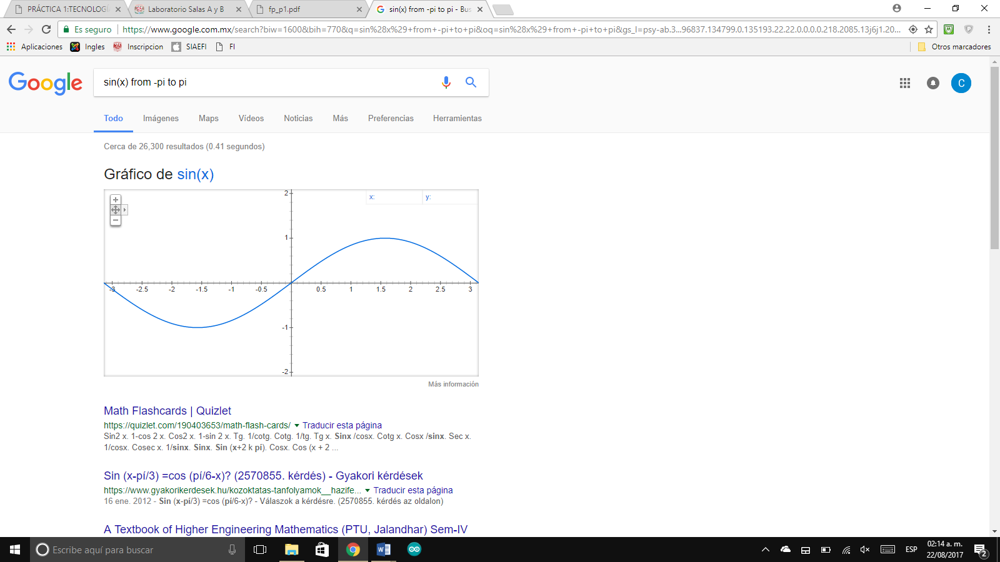 PRÁCTICA 1:TECNOLOGÍ
Laboratorio Salas A y B
fp_p1.pdf
sin(x) from -pi to pi - Bus
Es seguro
https://www.google.com.mx/search?biw=1600&bih=770&q=sin%28x%29+from+-pi+to+pi&oq=sin%28x%29+from+-pi+to+pi&gs_l=psy-ab.3...96837.134799.0.135193.22.22.0.0.0.0.218.2085.13j6j1.20...
Aplicaciones
Ingles
Inscripcion
SIAEFI
FI
Otros marcadores
Google
sin(x) from -pi to pi
C
Todo
Imágenes
Maps
Vídeos
Noticias
Más
Preferencias
Herramientas
Cerca de 26,300 resultados (0.41 segundos)
Gráfico de sin(x)
x:
y:
2
1
-3 -2.5 -2 -1.5 -1 -0.5 0.5 1 1.5 2 2.5 3
-1
-2
Más información
Math Flashcards | Quizlet
https://quizlet.com/190403653/math-flash-cards/ Traducir esta página
Sin2 x. 1-cos 2 x. Cos2 x. 1-sin 2 x. Tg. 1/cotg. Cotg. 1/tg. Tg x. Sinx /cosx. Cotg x. Cosx /sinx. Sec x.
1/cosx. Cosec x. 1/sinx. Sinx. Sin (x+2 k pí). Cosx. Cos (x + 2 ...
Sin (x-pí/3) =cos (pí/6-x)? (2570855. kérdés) - Gyakori kérdések
https://www.gyakorikerdesek.hu/kozoktatas-tanfolyamok__hazife... Traducir esta página
16 ene. 2012 - Sin (x-pí/3) =cos (pí/6-x)? - Válaszok a kérdésre. (2570855. kérdés az oldalon)
A Textbook of Higher Engineering Mathematics (PTU, Jalandhar) Sem-IV
Escribe aquí para buscar
ESP
02:14 a. m.
22/08/2017
2